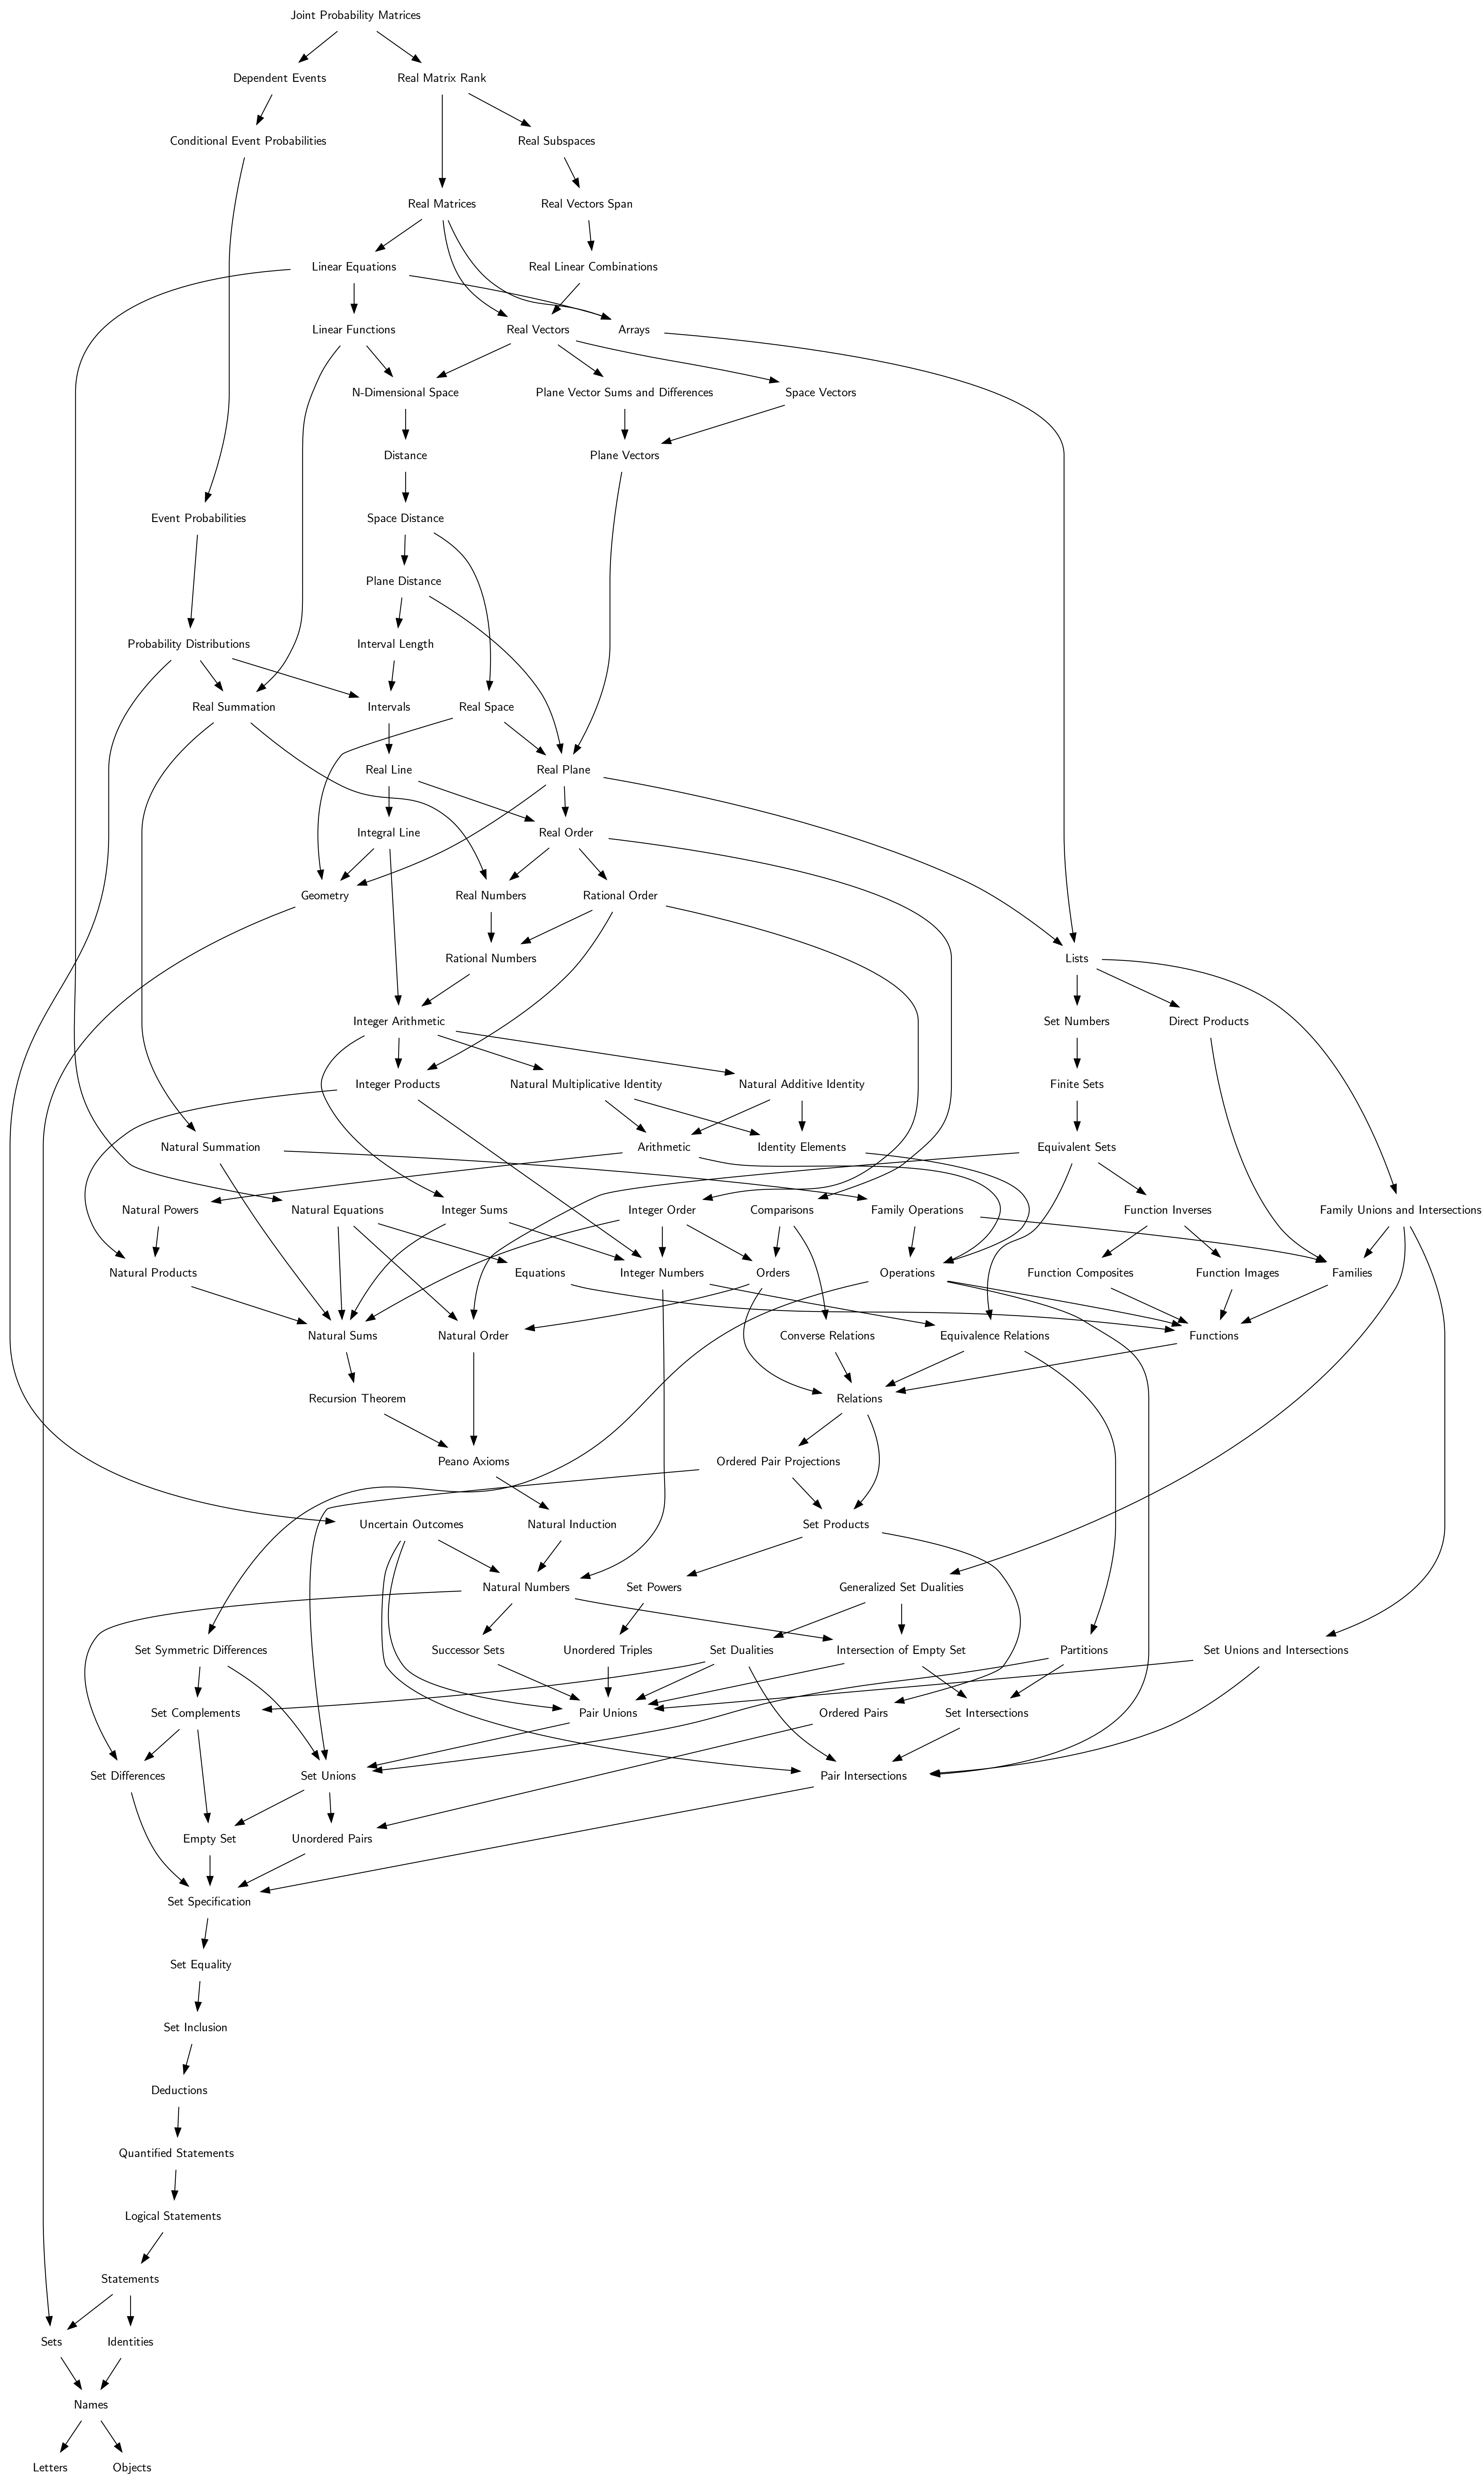 Joint Probability Matrices
Dependent Events
Real Matrix Rank
Conditional Event Probabilities
Real Subspaces
Real Matrices
Real Vectors Span
Linear Equations
Real Linear Combinations
Linear Functions
Real Vectors
Arrays
N-Dimensional Space
Plane Vector Sums and Differences
Space Vectors
Distance
Plane Vectors
Event Probabilities
Space Distance
Plane Distance
Probability Distributions
Interval Length
Real Summation
Intervals
Real Space
Real Line
Real Plane
Integral Line
Real Order
Geometry
Real Numbers
Rational Order
Rational Numbers
Lists
Integer Arithmetic
Set Numbers
Direct Products
Integer Products
Natural Multiplicative Identity
Natural Additive Identity
Finite Sets
Natural Summation
Arithmetic
Identity Elements
Equivalent Sets
Natural Powers
Natural Equations
Integer Sums
Integer Order
Comparisons
Family Operations
Function Inverses
Family Unions and Intersections
Natural Products
Equations
Integer Numbers
Orders
Operations
Function Composites
Function Images
Families
Natural Sums
Natural Order
Converse Relations
Equivalence Relations
Functions
Recursion Theorem
Relations
Peano Axioms
Ordered Pair Projections
Uncertain Outcomes
Natural Induction
Set Products
Natural Numbers
Set Powers
Generalized Set Dualities
Set Symmetric Differences
Successor Sets
Unordered Triples
Set Dualities
Intersection of Empty Set
Partitions
Set Unions and Intersections
Set Complements
Pair Unions
Ordered Pairs
Set Intersections
Set Differences
Set Unions
Pair Intersections
Empty Set
Unordered Pairs
Set Specification
Set Equality
Set Inclusion
Deductions
Quantified Statements
Logical Statements
Statements
Sets
Identities
Names
Letters
Objects